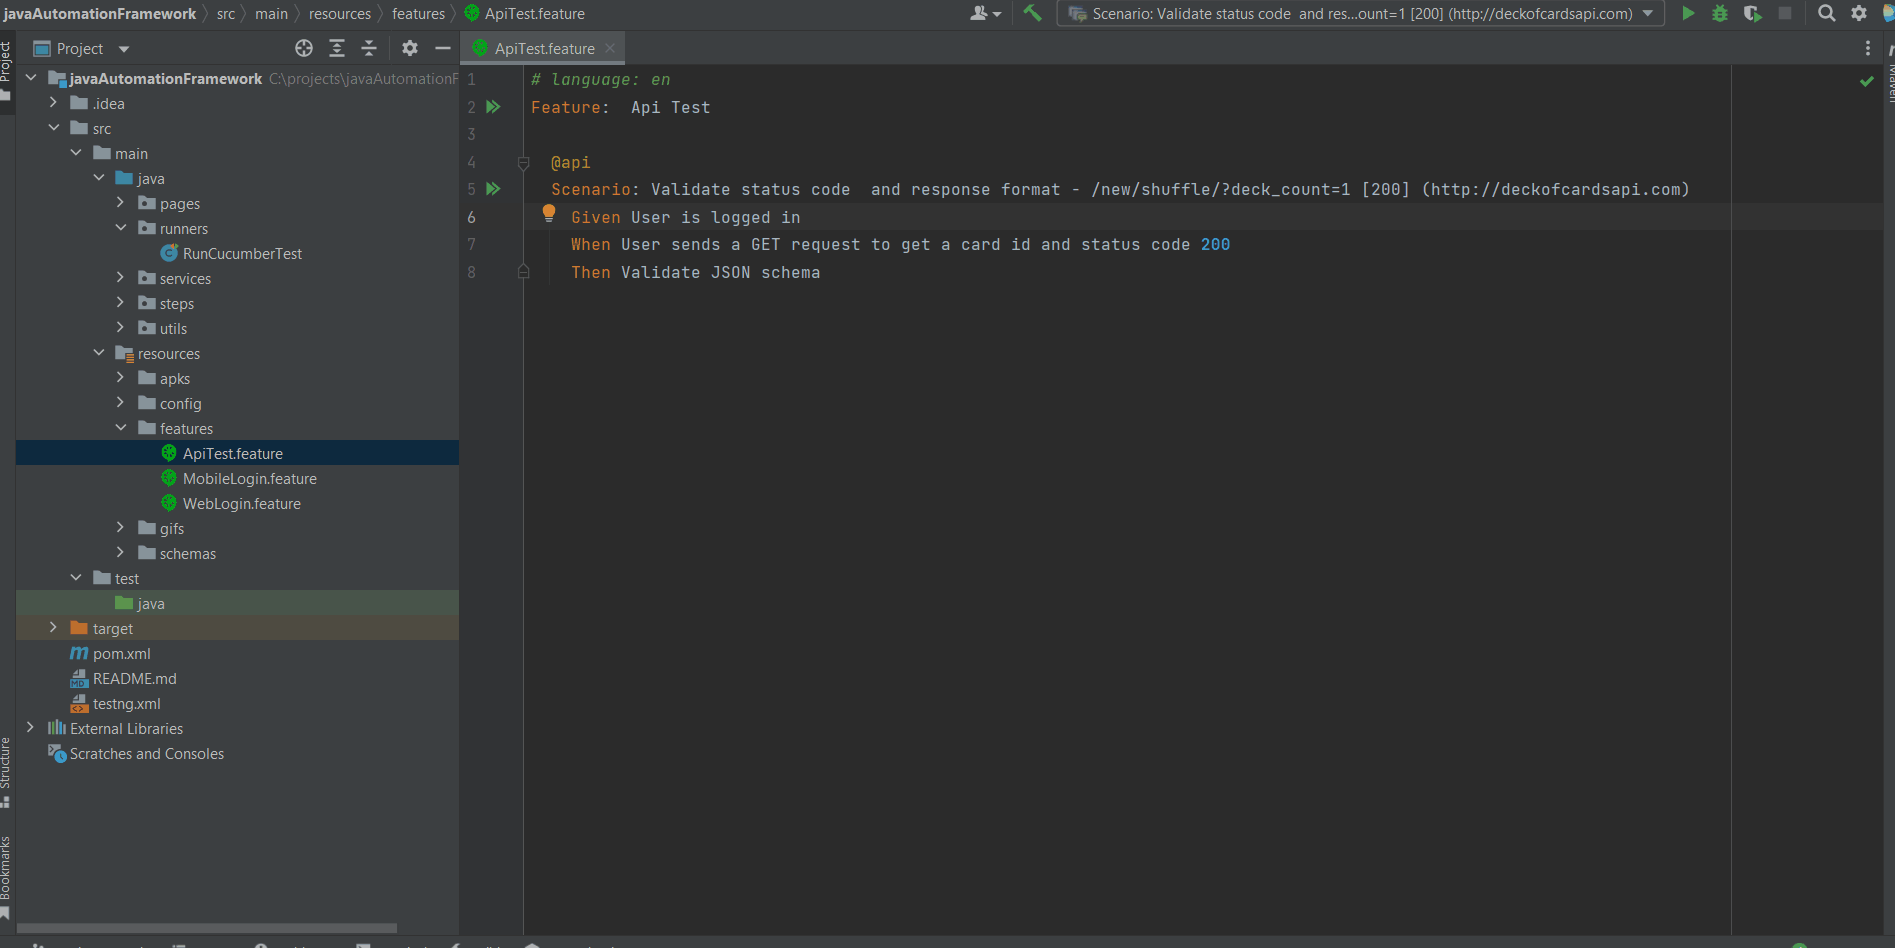 javaAutomationFramework src main resources features ApiTest.feature
Scenario: Validate status code  and res...ount=1 [200] (http://deckofcardsapi.com)
Project
Project
ApiTest.feature
Maven
javaAutomationFramework C:\projects\javaAutomationF
.idea
src
main
java
pages
runners
RunCucumberTest
services
steps
utils
resources
apks
config
features
ApiTest.feature
MobileLogin.feature
WebLogin.feature
gifs
schemas
test
java
target
pom.xml
README.md
testng.xml
External Libraries
Scratches and Consoles
Structure
Bookmarks
1 # language: en
2 Feature:  Api Test
3
4 @api
5 Scenario: Validate status code  and response format - /new/shuffle/?deck_count=1 [200] (http://deckofcardsapi.com)
6 Given User is logged in
7 When User sends a GET request to get a card id and status code 200
8 Then Validate JSON schema